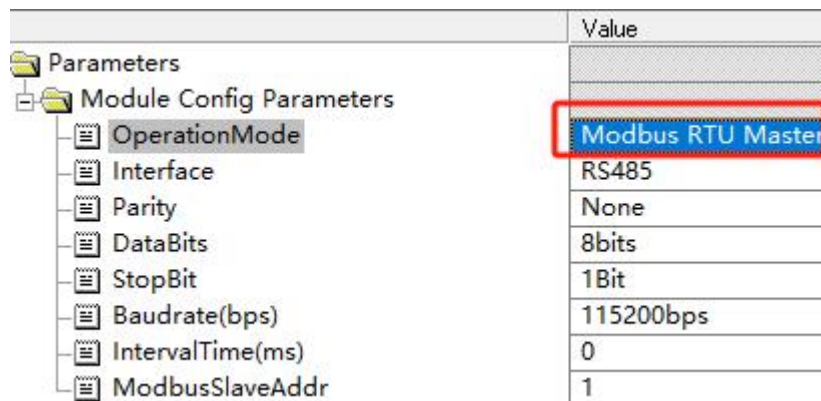 Value
Parameters
Module Config Parameters
OperationMode Modbus RTU Master
Interface RS485
Parity None
DataBits 8bits
StopBit 1Bit
Baudrate(bps) 115200bps
IntervalTime(ms) 0
ModbusSlaveAddr 1